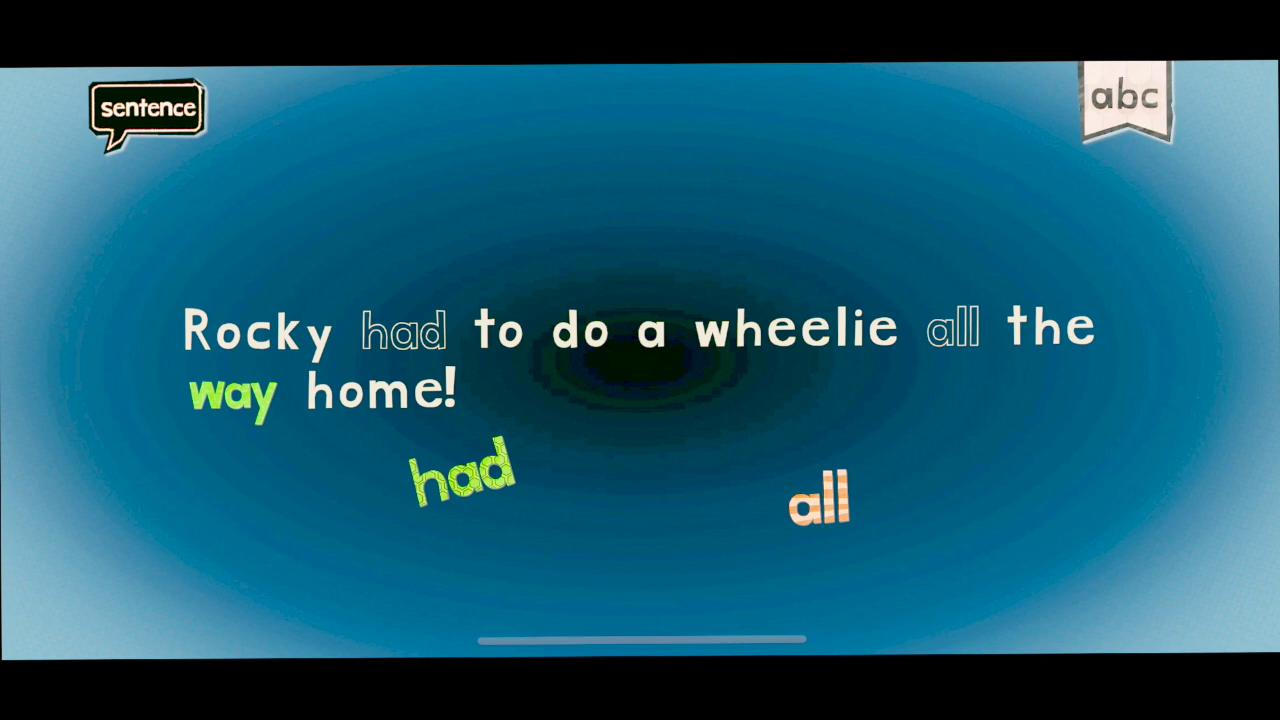 sentence
abc
Rocky had to do a wheelie all the
way home!
had
all